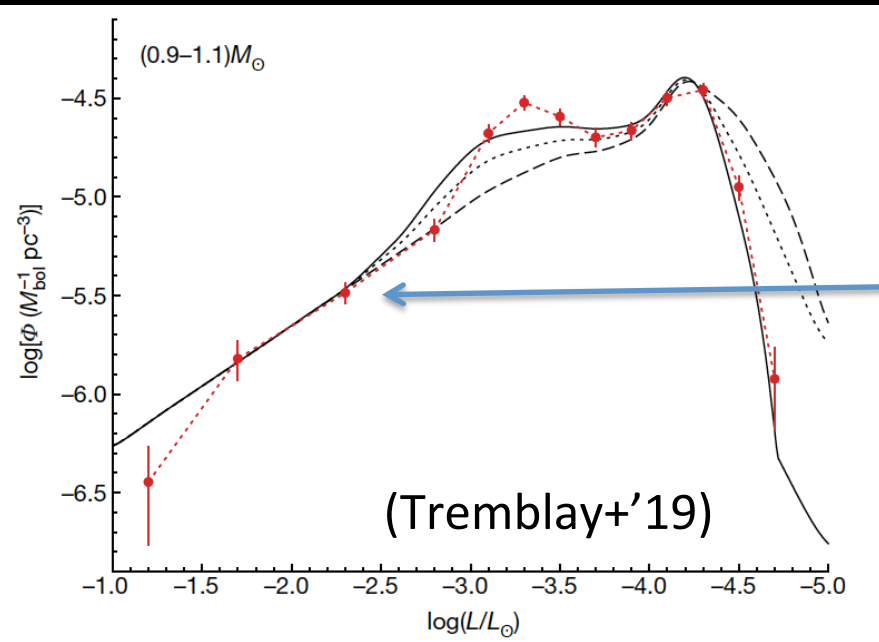 (0.9–1.1)M⊙
−4.5
−5.0
−5.5
−6.0
−6.5
log[Φ (M⁻¹bol pc⁻³)]
(Tremblay+’19)
−1.0 −1.5 −2.0 −2.5 −3.0 −3.5 −4.0 −4.5 −5.0
log(L/L⊙)